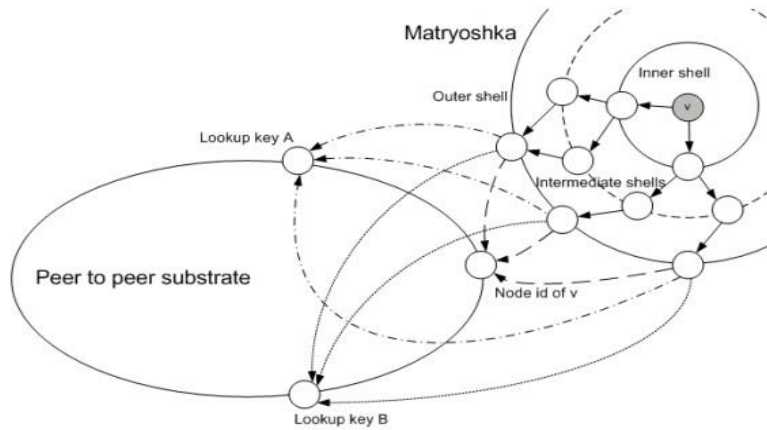 Matryoshka
Inner shell
Outer shell
v
Lookup key A
Intermediate shells
Peer to peer substrate
Node id of v
Lookup key B